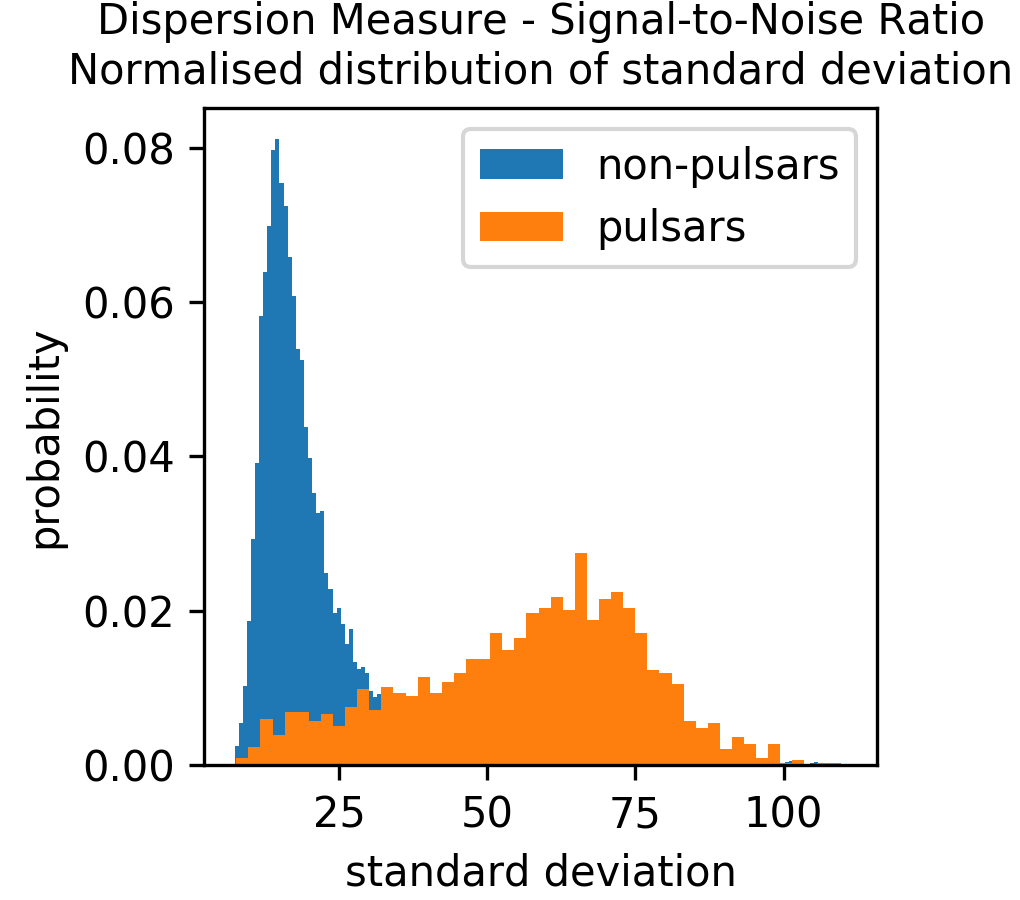 Dispersion Measure - Signal-to-Noise Ratio
Normalised distribution of standard deviation
0.08
0.06
0.04
0.02
0.00
probability
non-pulsars
pulsars
25 50 75 100
standard deviation